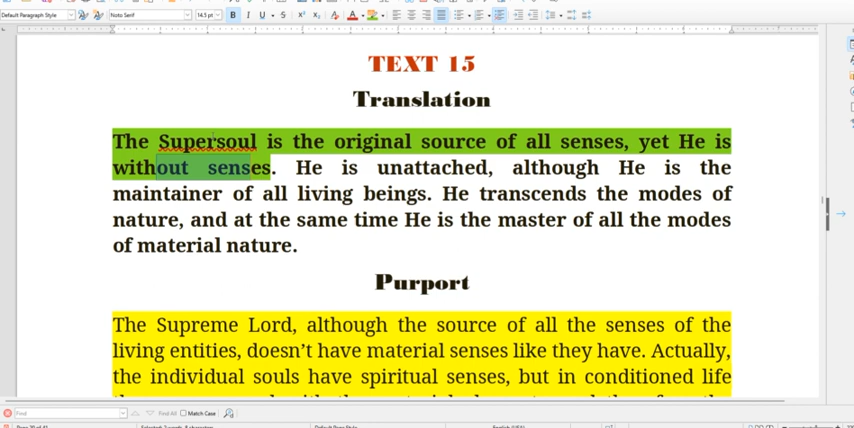 Default Paragraph Style Noto Serif 14.5 pt
TEXT 15
Translation
The Supersoul is the original source of all senses, yet He is
without senses. He is unattached, although He is the
maintainer of all living beings. He transcends the modes of
nature, and at the same time He is the master of all the modes
of material nature.
Purport
The Supreme Lord, although the source of all the senses of the
living entities, doesn’t have material senses like they have. Actually,
the individual souls have spiritual senses, but in conditioned life
Find Find All Match Case